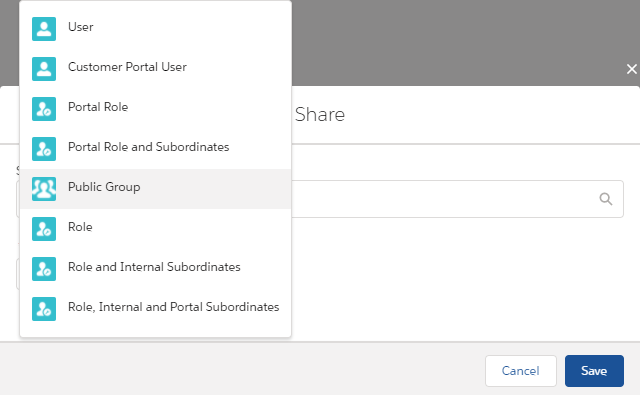 User
Customer Portal User
Portal Role
Share
Portal Role and Subordinates
Public Group
Role
Role and Internal Subordinates
Role, Internal and Portal Subordinates
Cancel
Save